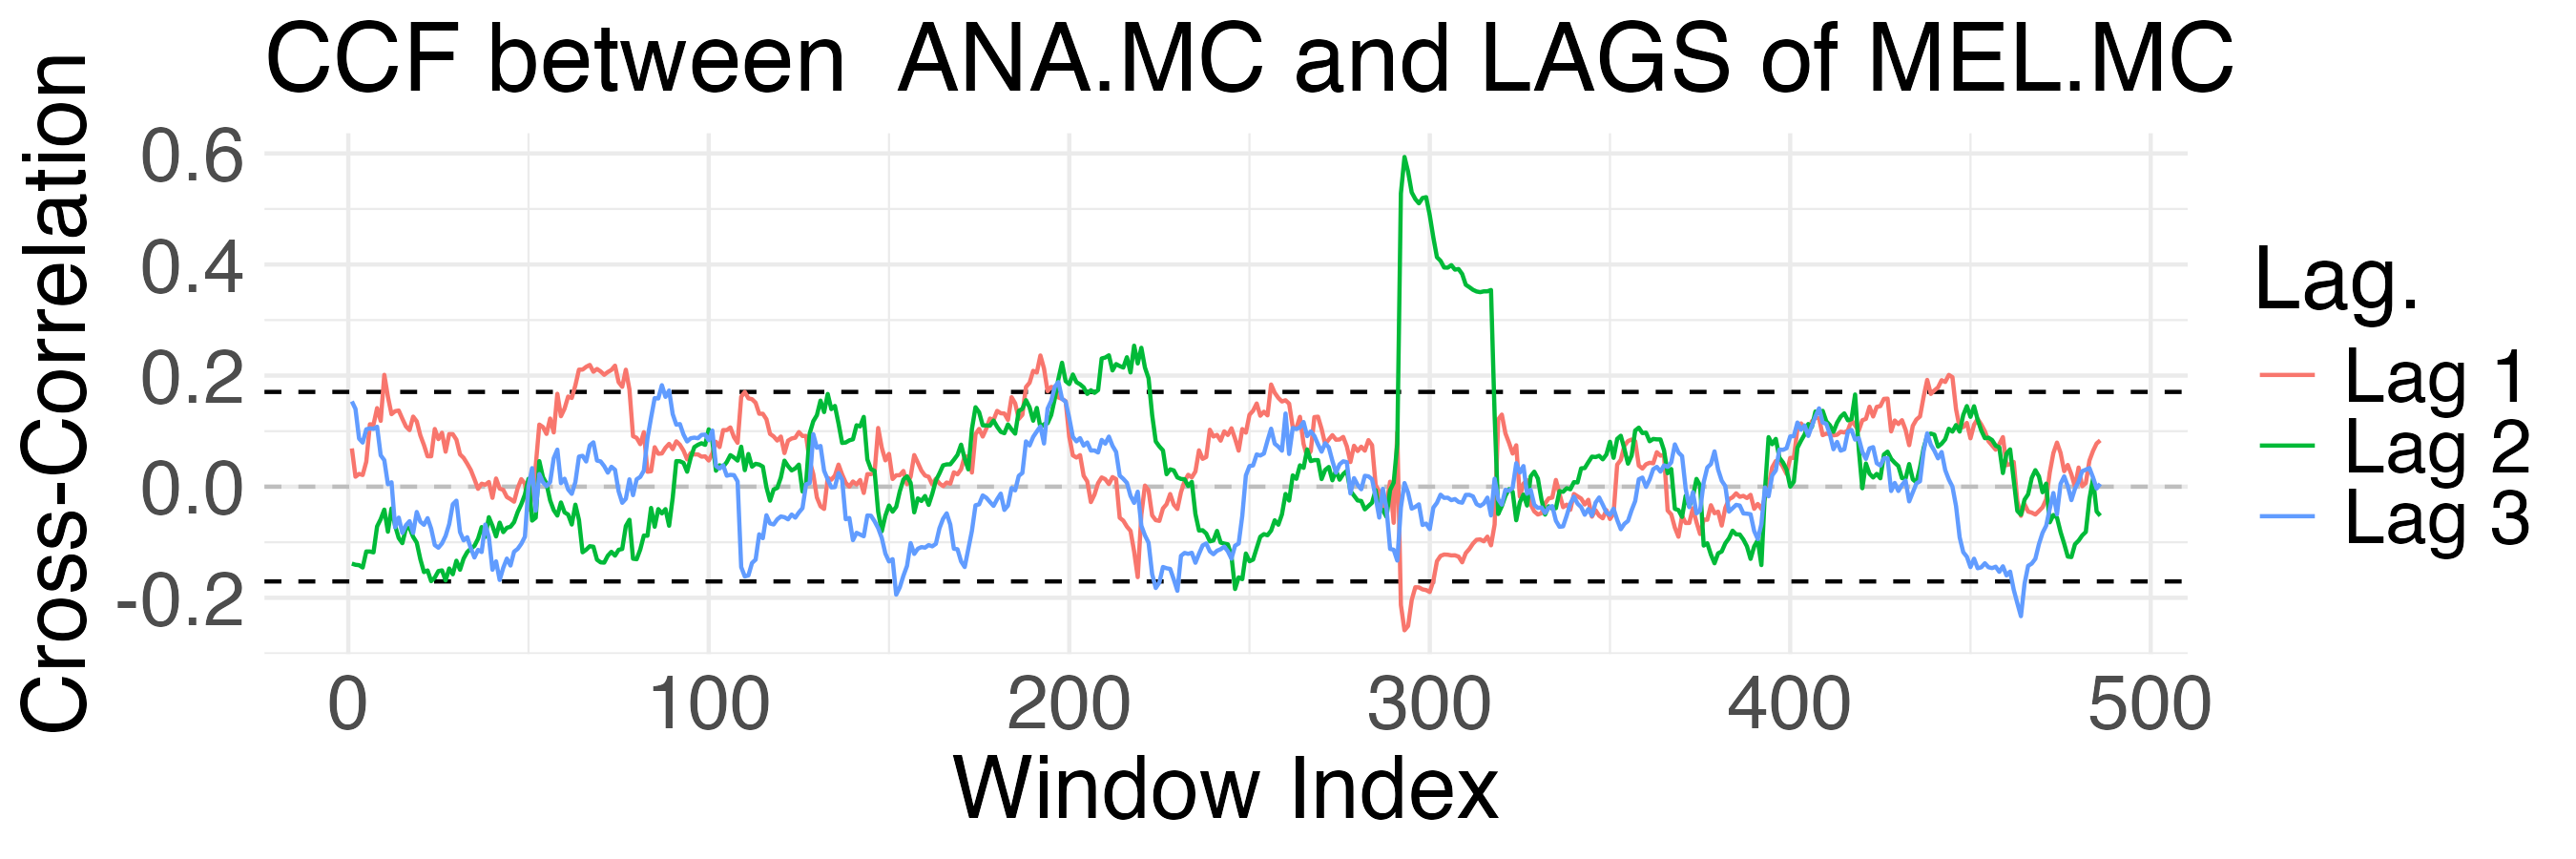 CCF between  ANA.MC and LAGS of MEL.MC
Cross-Correlation
0.6
0.4
0.2
0.0
-0.2
0 100 200 300 400 500
Window Index
Lag.
Lag 1
Lag 2
Lag 3